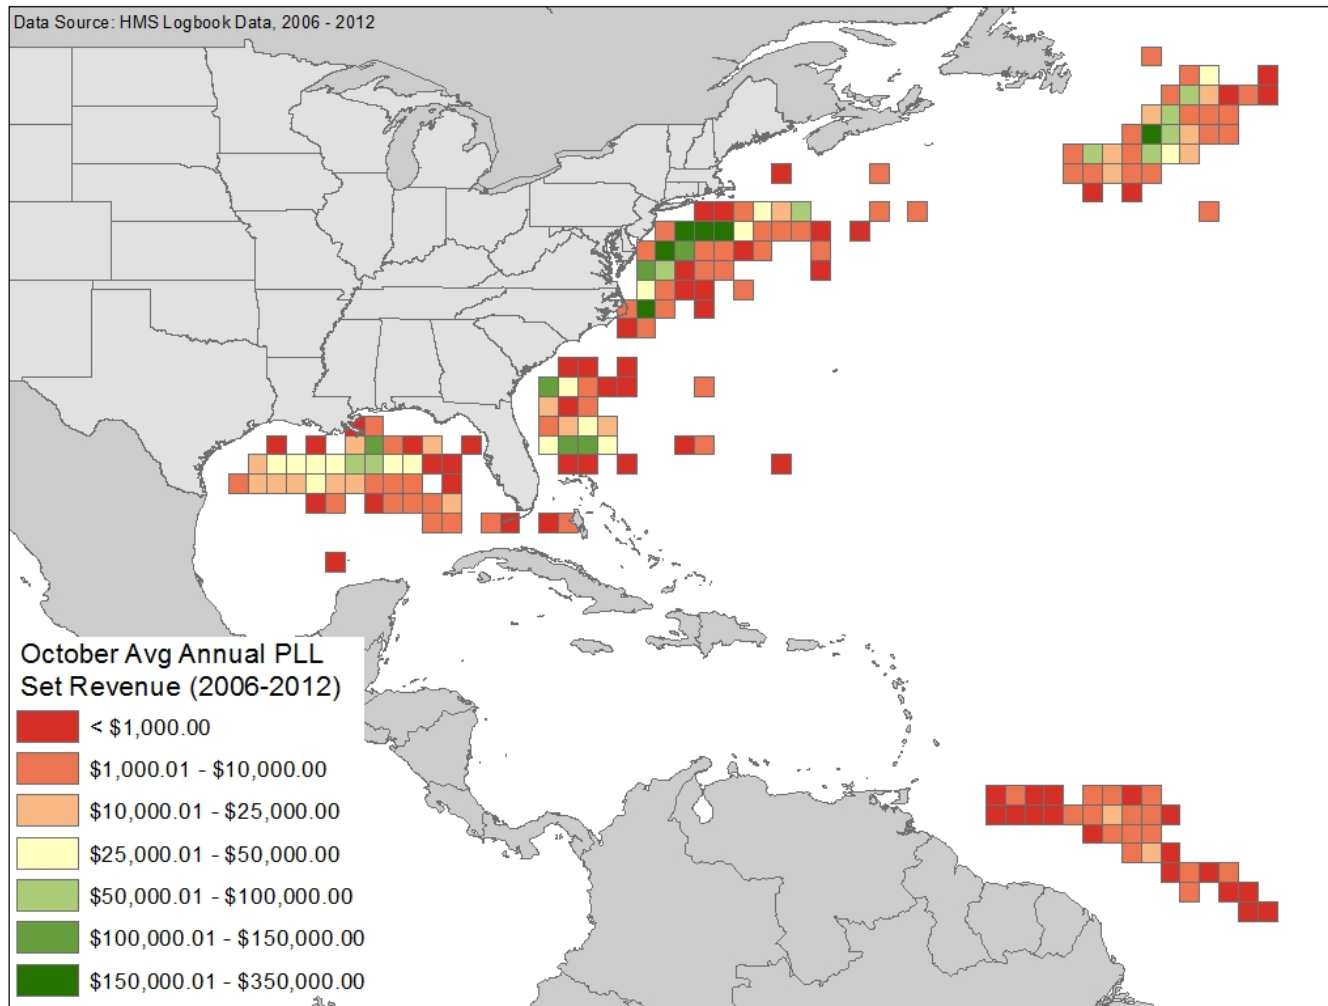 Data Source: HMS Logbook Data, 2006 - 2012
October Avg Annual PLL
Set Revenue (2006-2012)
< $1,000.00
$1,000.01 - $10,000.00
$10,000.01 - $25,000.00
$25,000.01 - $50,000.00
$50,000.01 - $100,000.00
$100,000.01 - $150,000.00
$150,000.01 - $350,000.00